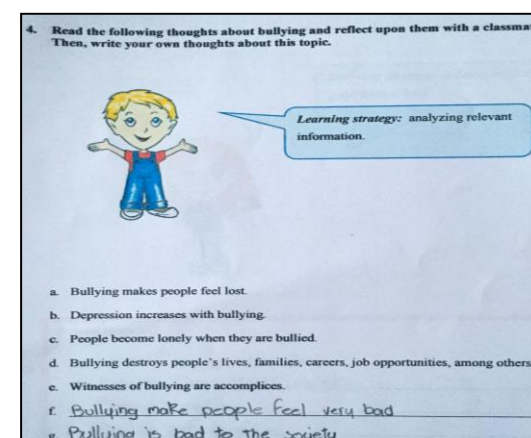 4. Read the following thoughts about bullying and reflect upon them with a classma
Then, write your own thoughts about this topic.
Learning strategy: analyzing relevant
information.
a. Bullying makes people feel lost.
b. Depression increases with bullying.
c. People become lonely when they are bullied.
d. Bullying destroys people's lives, families, careers, job opportunities, among others
e. Witnesses of bullying are accomplices.
f. Bullying make people feel very bad
g. Bullying is bad to the society